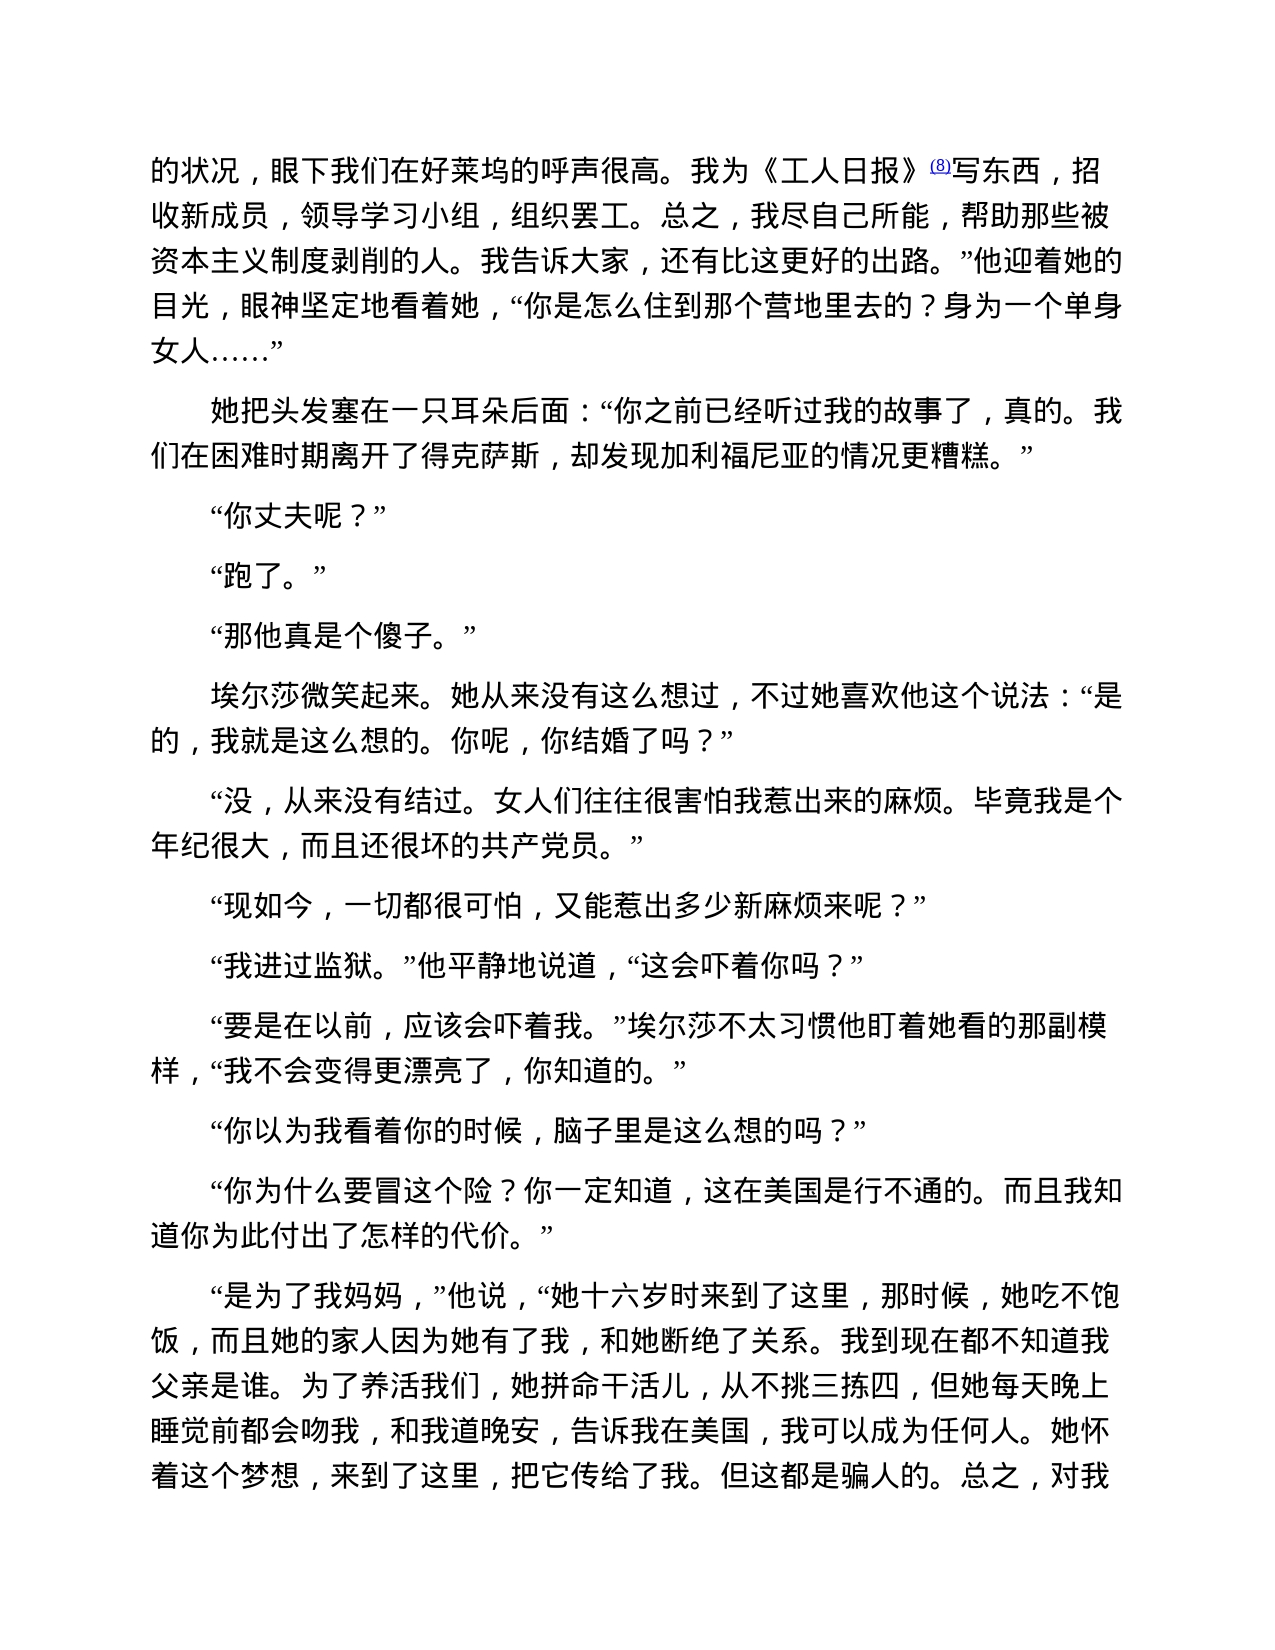 的状况，眼下我们在好莱坞的呼声很高。我为《工人日报》(8)写东西，招
收新成员，领导学习小组，组织罢工。总之，我尽自己所能，帮助那些被
资本主义制度剥削的人。我告诉大家，还有比这更好的出路。”他迎着她的
目光，眼神坚定地看着她，“你是怎么住到那个营地里去的？身为一个单身
女人……”
她把头发塞在一只耳朵后面：“你之前已经听过我的故事了，真的。我
们在困难时期离开了得克萨斯，却发现加利福尼亚的情况更糟糕。”
“你丈夫呢？”
“跑了。”
“那他真是个傻子。”
埃尔莎微笑起来。她从来没有这么想过，不过她喜欢他这个说法：“是
的，我就是这么想的。你呢，你结婚了吗？”
“没，从来没有结过。女人们往往很害怕我惹出来的麻烦。毕竟我是个
年纪很大，而且还很坏的共产党员。”
“现如今，一切都很可怕，又能惹出多少新麻烦来呢？”
“我进过监狱。”他平静地说道，“这会吓着你吗？”
“要是在以前，应该会吓着我。”埃尔莎不太习惯他盯着她看的那副模
样，“我不会变得更漂亮了，你知道的。”
“你以为我看着你的时候，脑子里是这么想的吗？”
“你为什么要冒这个险？你一定知道，这在美国是行不通的。而且我知
道你为此付出了怎样的代价。”
“是为了我妈妈，”他说，“她十六岁时来到了这里，那时候，她吃不饱
饭，而且她的家人因为她有了我，和她断绝了关系。我到现在都不知道我
父亲是谁。为了养活我们，她拼命干活儿，从不挑三拣四，但她每天晚上
睡觉前都会吻我，和我道晚安，告诉我在美国，我可以成为任何人。她怀
着这个梦想，来到了这里，把它传给了我。但这都是骗人的。总之，对我